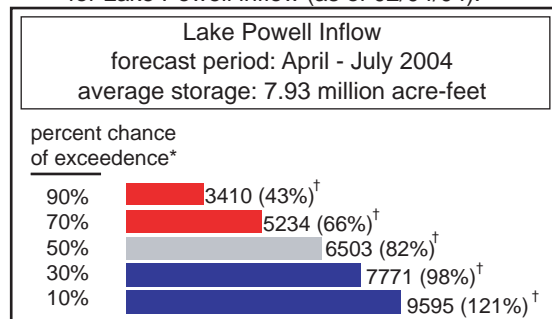 Lake Powell Inflow
forecast period: April - July 2004
average storage: 7.93 million acre-feet
percent chance
of exceedence*
90% 3410 (43%)†
70% 5234 (66%)†
50% 6503 (82%)†
30% 7771 (98%)†
10% 9595 (121%)†